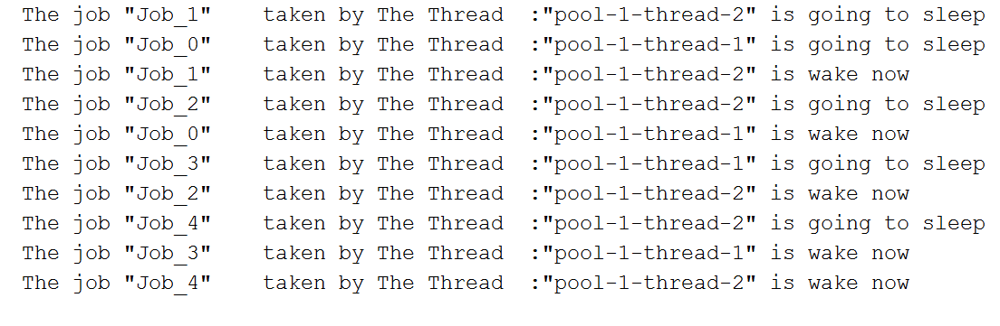 The job "Job_1"    taken by The Thread  :"pool-1-thread-2" is going to sleep
The job "Job_0"    taken by The Thread  :"pool-1-thread-1" is going to sleep
The job "Job_1"    taken by The Thread  :"pool-1-thread-2" is wake now
The job "Job_2"    taken by The Thread  :"pool-1-thread-2" is going to sleep
The job "Job_0"    taken by The Thread  :"pool-1-thread-1" is wake now
The job "Job_3"    taken by The Thread  :"pool-1-thread-1" is going to sleep
The job "Job_2"    taken by The Thread  :"pool-1-thread-2" is wake now
The job "Job_4"    taken by The Thread  :"pool-1-thread-2" is going to sleep
The job "Job_3"    taken by The Thread  :"pool-1-thread-1" is wake now
The job "Job_4"    taken by The Thread  :"pool-1-thread-2" is wake now